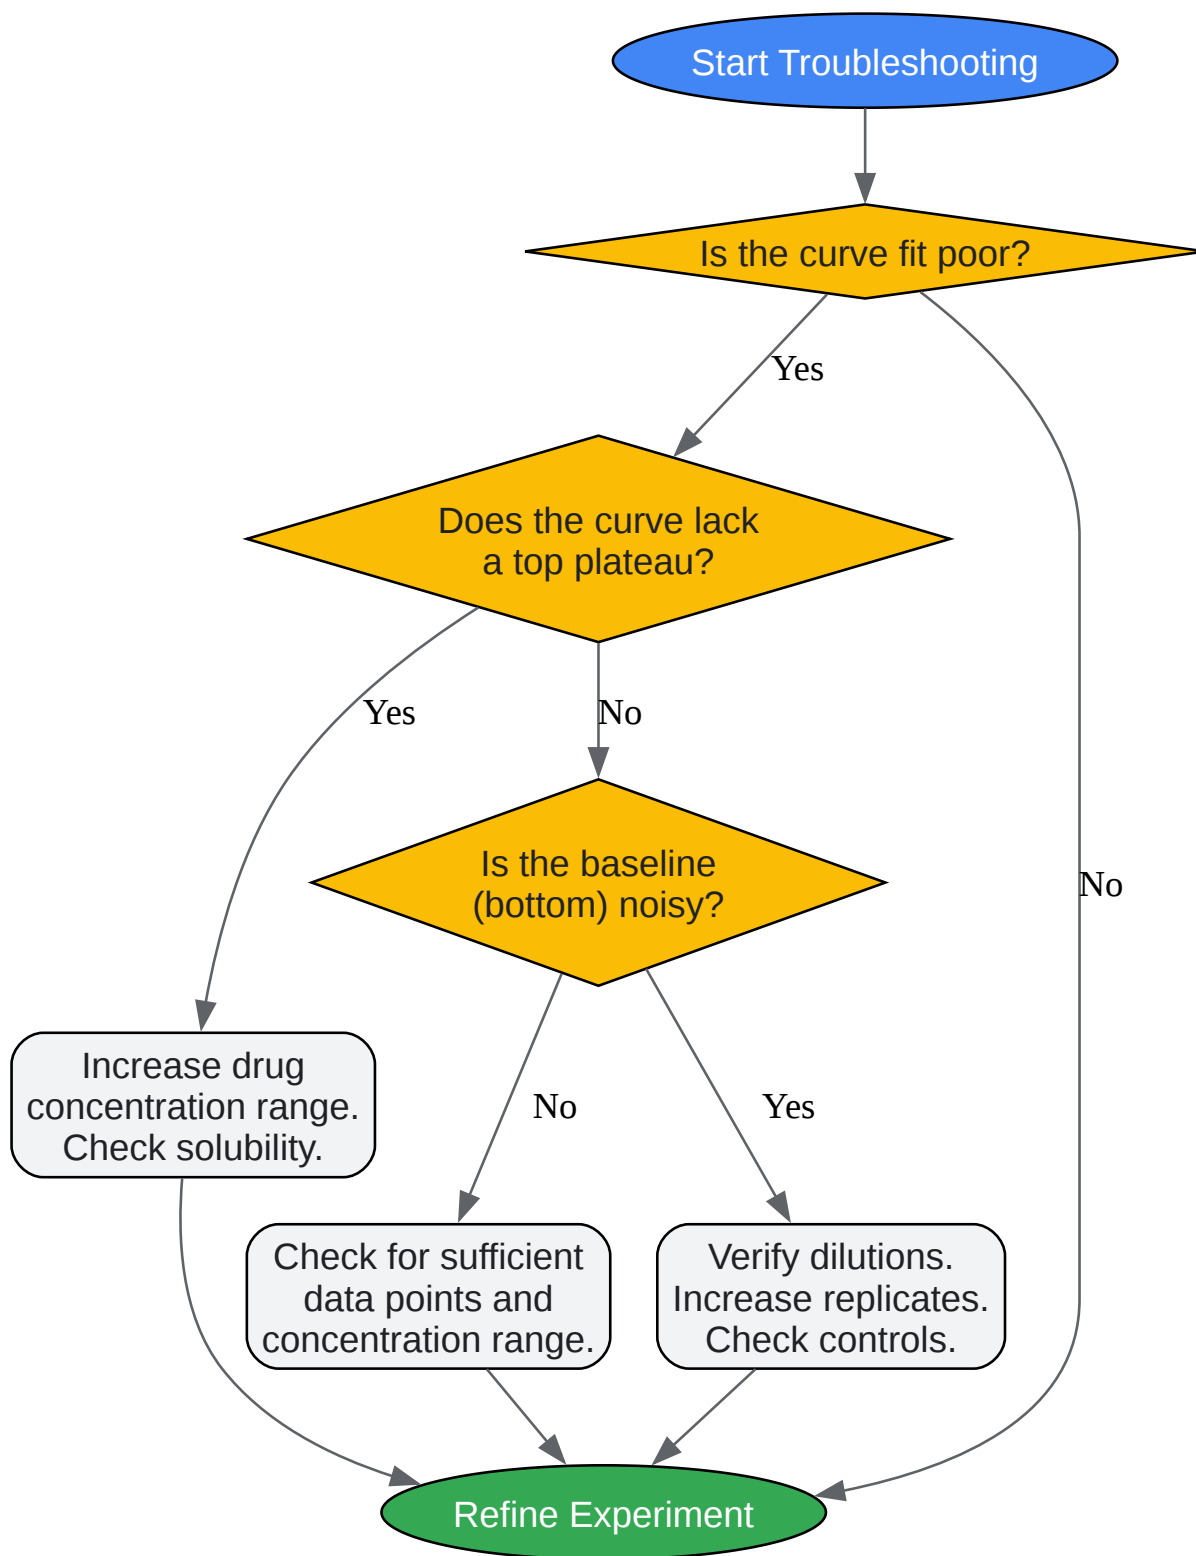 Start Troubleshooting
Is the curve fit poor?
Yes
Does the curve lack
a top plateau?
Yes
No
Is the baseline
(bottom) noisy?
No
Increase drug
concentration range.
Check solubility.
No
Yes
Check for sufficient
data points and
concentration range.
Verify dilutions.
Increase replicates.
Check controls.
Refine Experiment